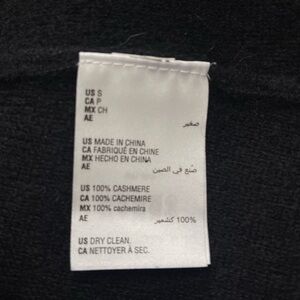 US S
CA P
MX CH
AE
صغير
US MADE IN CHINA
CA FABRIQUÉ EN CHINE
MX HECHO EN CHINA
AE
صنع في الصين
US 100% CASHMERE
CA 100% CACHEMIRE
MX 100% cachemira
AE
100% كشمير
US DRY CLEAN.
CA NETTOYER À SEC.